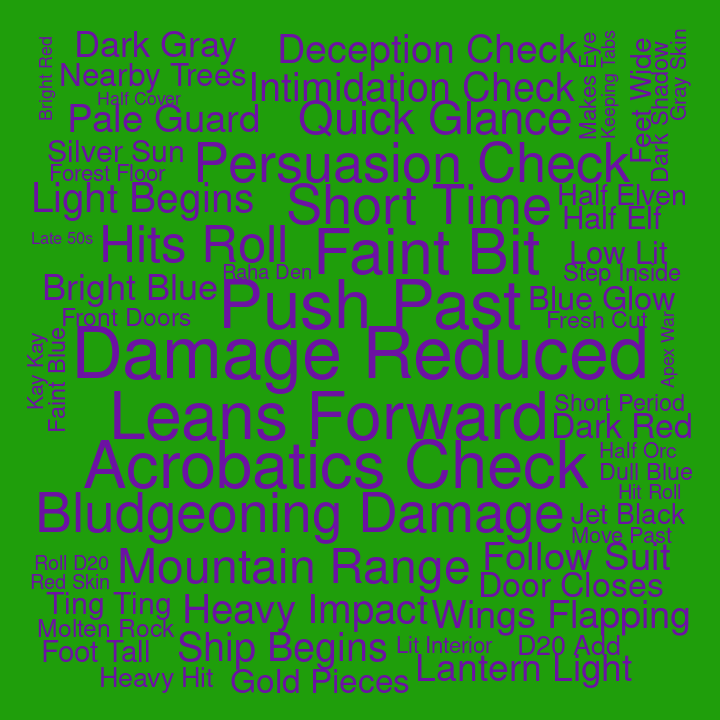 Bright Red
Dark Gray
Deception Check
Makes Eye
Keeping Tabs
Feet Wide
Dark Shadow
Gray Skin
Nearby Trees
Intimidation Check
Half Cover
Pale Guard
Quick Glance
Silver Sun
Persuasion Check
Forest Floor
Light Begins
Short Time
Half Elven
Half Elf
Late 50s
Hits Roll
Faint Bit
Low Lit
Raha Den
Step Inside
Bright Blue
Push Past
Blue Glow
Front Doors
Fresh Cut
Kay Kay
Faint Blue
Damage Reduced
Apex War
Leans Forward
Short Period
Dark Red
Acrobatics Check
Half Orc
Dull Blue
Hit Roll
Bludgeoning Damage
Jet Black
Move Past
Roll D20
Mountain Range
Follow Suit
Red Skin
Door Closes
Ting Ting
Heavy Impact
Wings Flapping
Molten Rock
Foot Tall
Ship Begins
Lit Interior
D20 Add
Heavy Hit
Gold Pieces
Lantern Light